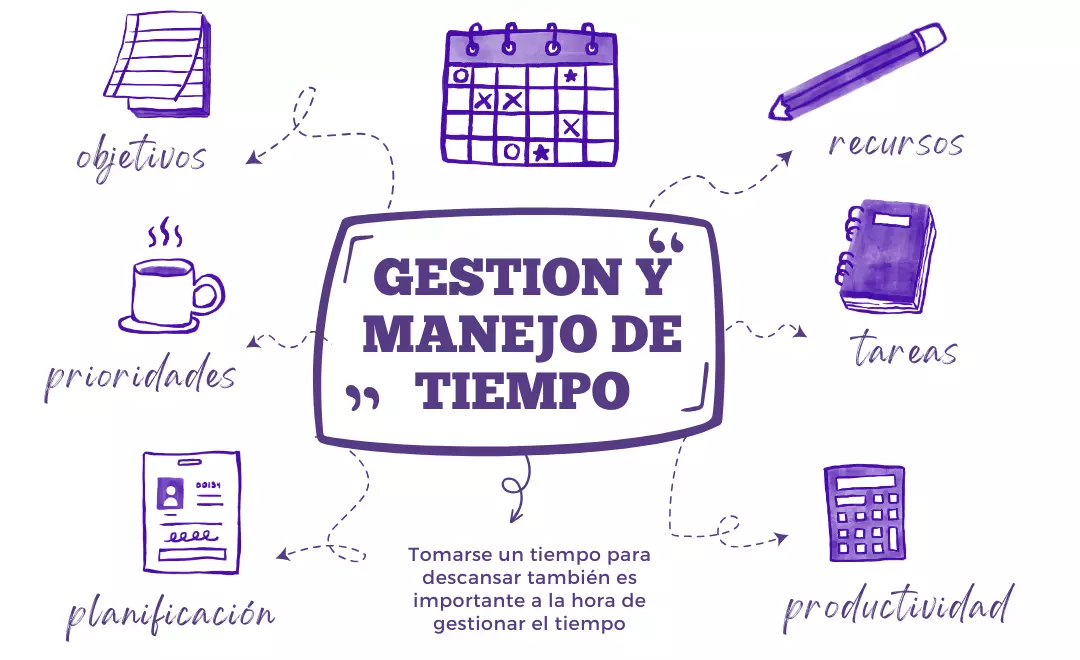 objetivos
recursos
GESTION Y
MANEJO DE
TIEMPO
prioridades
tareas
00134
planificación
productividad
Tomarse un tiempo para
descansar también es
importante a la hora de
gestionar el tiempo